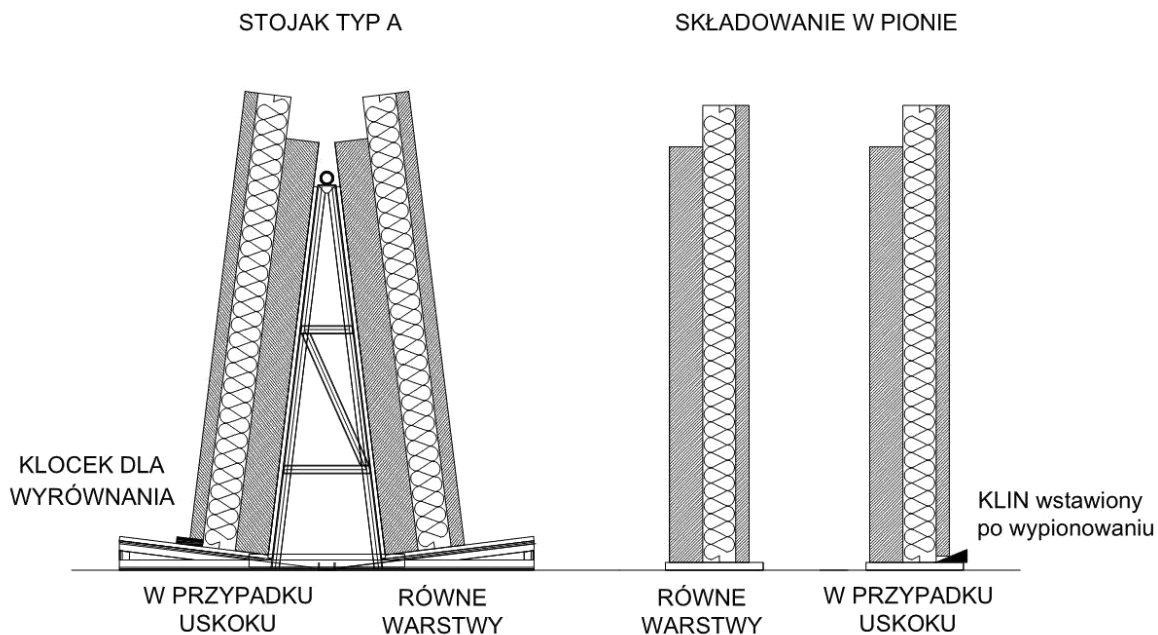 STOJAK TYP A
SKŁADOWANIE W PIONIE
KLOCEK DLA
WYRÓWNANIA
KLIN wstawiony
po wypionowaniu
W PRZYPADKU
USKOKU
RÓWNE
WARSTWY
RÓWNE
WARSTWY
W PRZYPADKU
USKOKU